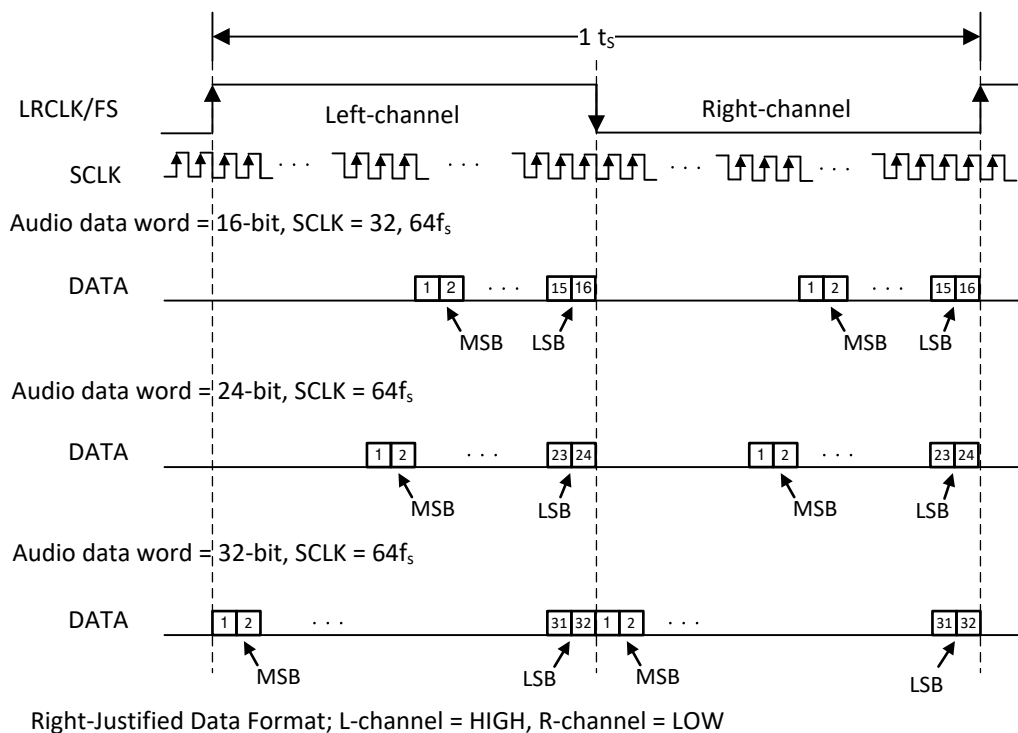 1 tS
LRCLK/FS
Left-channel
Right-channel
SCLK
. . .
. . .
. . .
. . .
Audio data word = 16-bit, SCLK = 32, 64fs
DATA
1 2 . . . 15 16
1 2 . . . 15 16
MSB
LSB
MSB
LSB
Audio data word = 24-bit, SCLK = 64fs
DATA
1 2 . . . 23 24
1 2 . . . 23 24
MSB
LSB
MSB
LSB
Audio data word = 32-bit, SCLK = 64fs
DATA
1 2 . . . 31 32
1 2 . . . 31 32
MSB
LSB
MSB
LSB
Right-Justified Data Format; L-channel = HIGH, R-channel = LOW